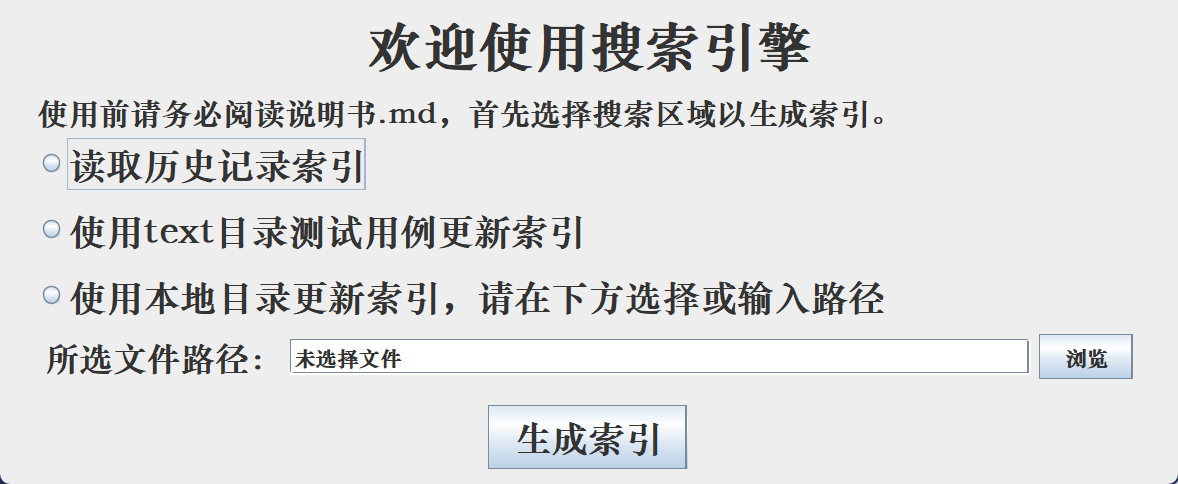 欢迎使用搜索引擎
使用前请务必阅读说明书.md，首先选择搜索区域以生成索引。
读取历史记录索引
使用text目录测试用例更新索引
使用本地目录更新索引，请在下方选择或输入路径
所选文件路径： 未选择文件 浏览
生成索引